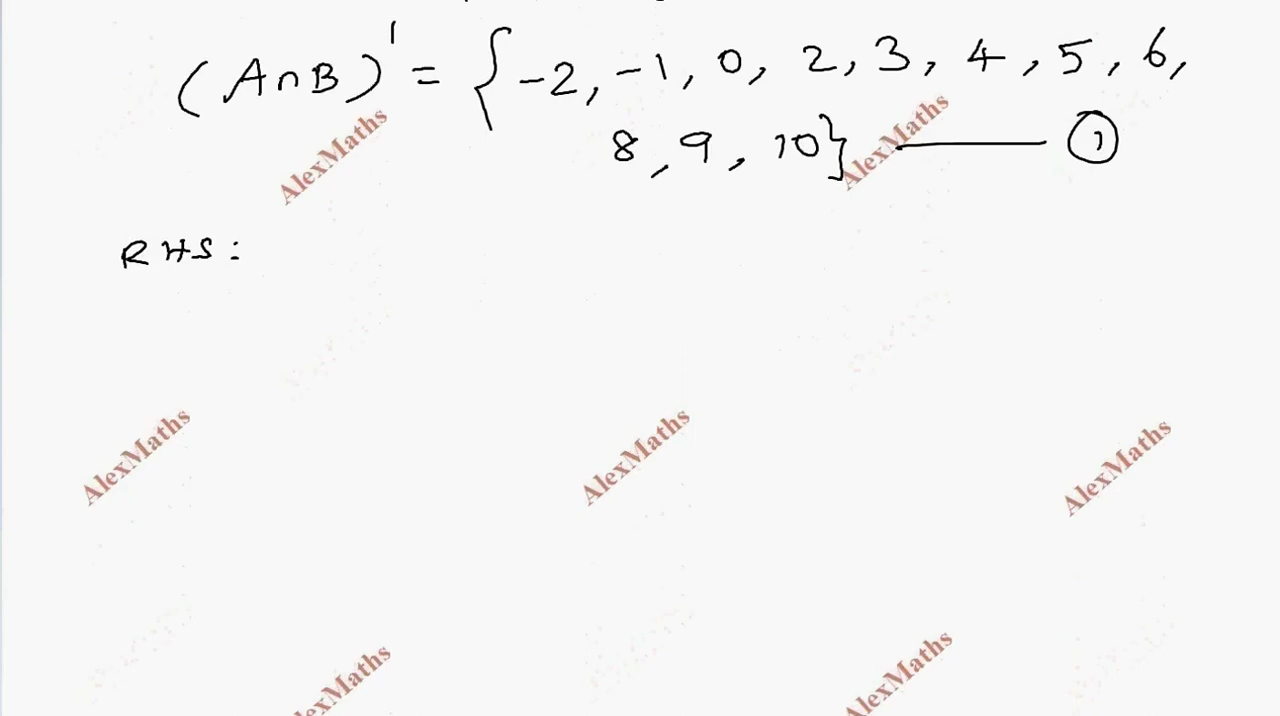 (A∩B)' = {-2, -1, 0, 2, 3, 4, 5, 6,
8, 9, 10} —— ①
AlexMaths AlexMaths
RHS:
AlexMaths AlexMaths AlexMaths
AlexMaths AlexMaths